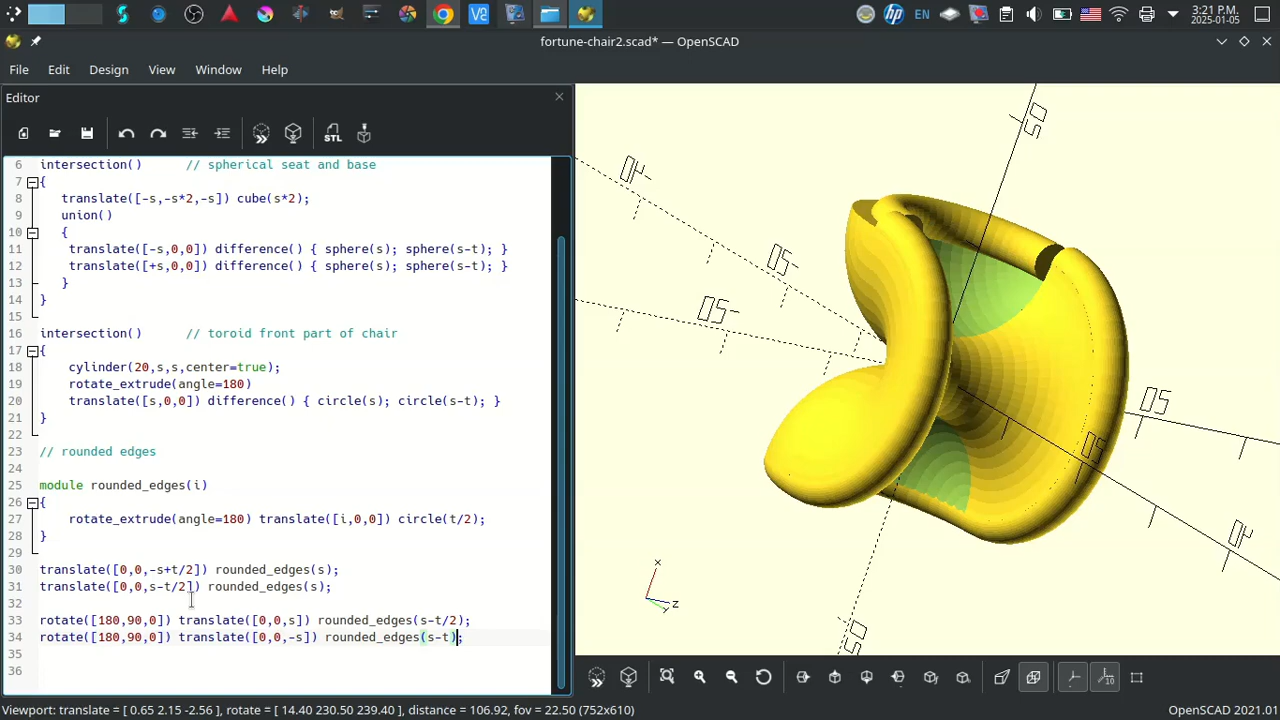 EN
3:21 P.M.
2025-01-05
fortune-chair2.scad* — OpenSCAD
File Edit Design View Window Help
Editor
STL
6 intersection() // spherical seat and base
7 {
8 translate([-s,-s*2,-s]) cube(s*2);
9 union()
10 {
11 translate([-s,0,0]) difference() { sphere(s); sphere(s-t); }
12 translate([+s,0,0]) difference() { sphere(s); sphere(s-t); }
13 }
14 }
15
16 intersection() // toroid front part of chair
17 {
18 cylinder(20,s,s,center=true);
19 rotate_extrude(angle=180)
20 translate([s,0,0]) difference() { circle(s); circle(s-t); }
21 }
22
23 // rounded edges
24
25 module rounded_edges(i)
26 {
27 rotate_extrude(angle=180) translate([i,0,0]) circle(t/2);
28 }
29
30 translate([0,0,-s+t/2]) rounded_edges(s);
31 translate([0,0,s-t/2]) rounded_edges(s);
32
33 rotate([180,90,0]) translate([0,0,s]) rounded_edges(s-t/2);
34 rotate([180,90,0]) translate([0,0,-s]) rounded_edges(s-t);
35
36
x
z
10
Viewport: translate = [ 0.65 2.15 -2.56 ], rotate = [ 14.40 230.50 239.40 ], distance = 106.92, fov = 22.50 (752x610)
OpenSCAD 2021.01